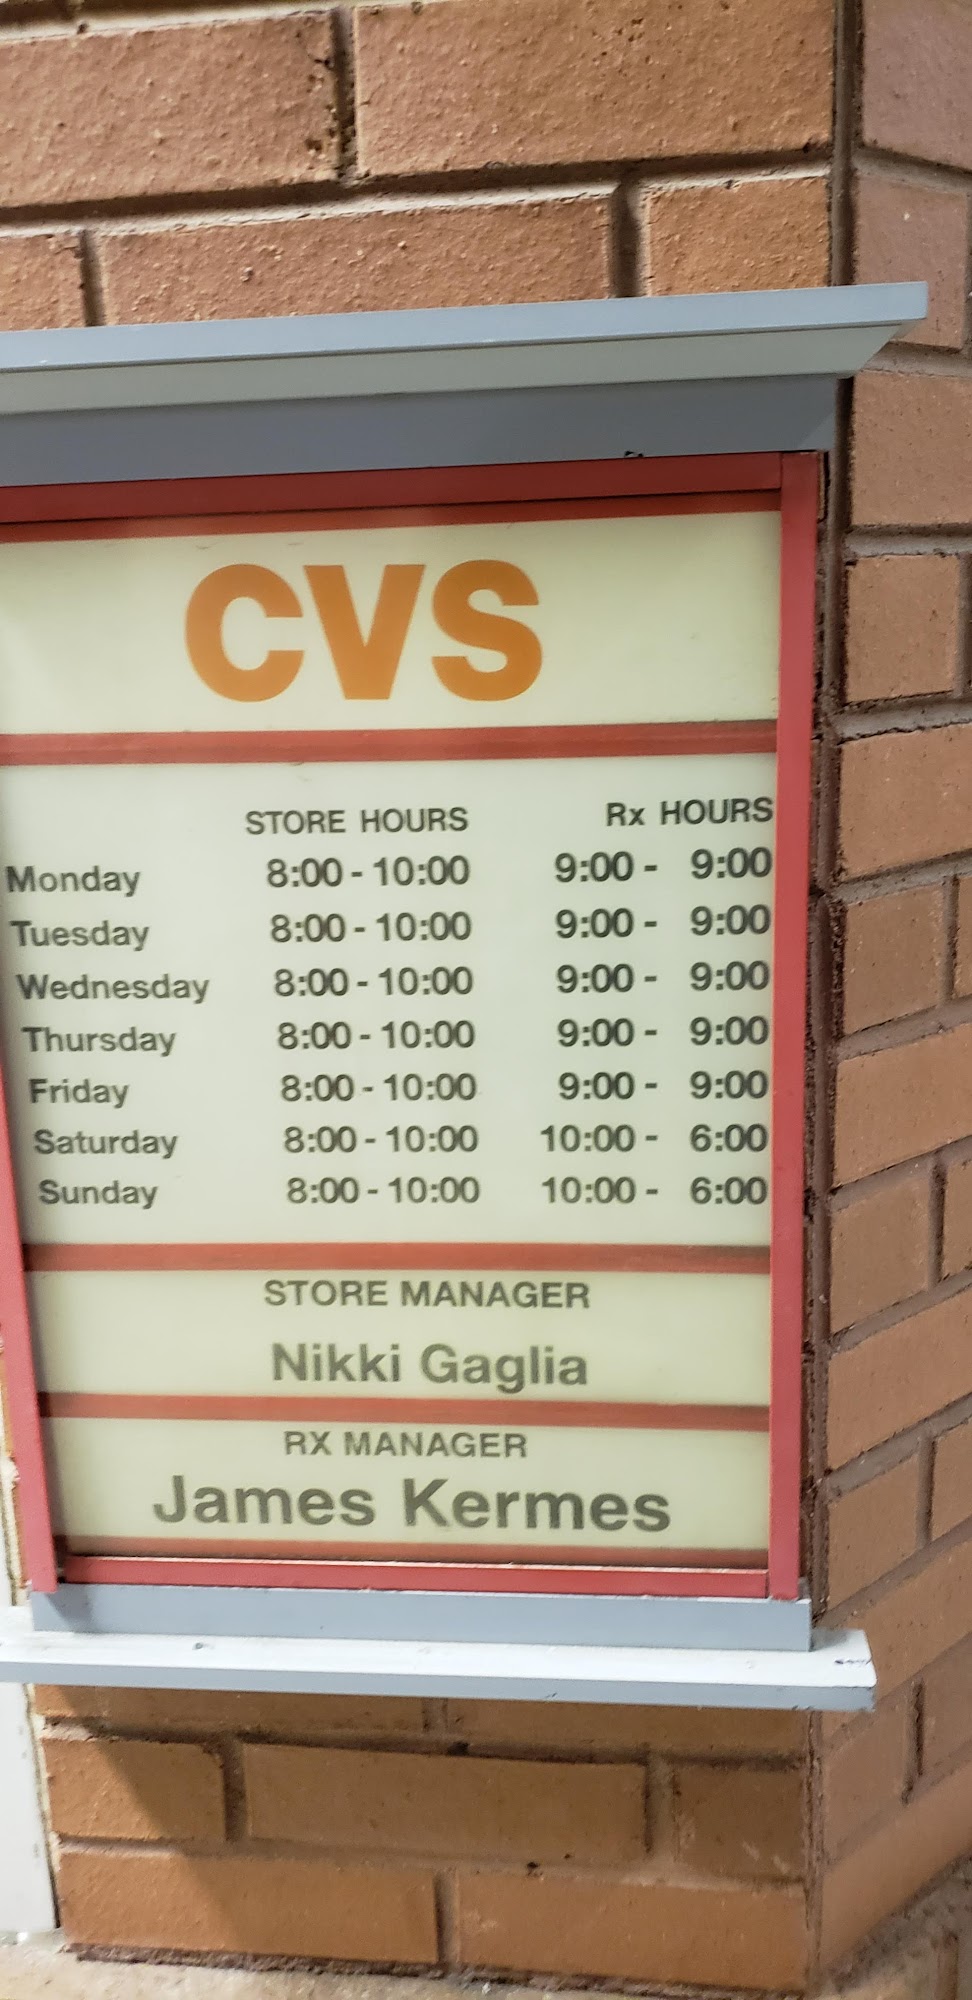 CVS
STORE HOURS Rx HOURS
Monday 8:00 - 10:00 9:00 - 9:00
Tuesday 8:00 - 10:00 9:00 - 9:00
Wednesday 8:00 - 10:00 9:00 - 9:00
Thursday 8:00 - 10:00 9:00 - 9:00
Friday 8:00 - 10:00 9:00 - 9:00
Saturday 8:00 - 10:00 10:00 - 6:00
Sunday 8:00 - 10:00 10:00 - 6:00
STORE MANAGER
Nikki Gaglia
RX MANAGER
James Kermes